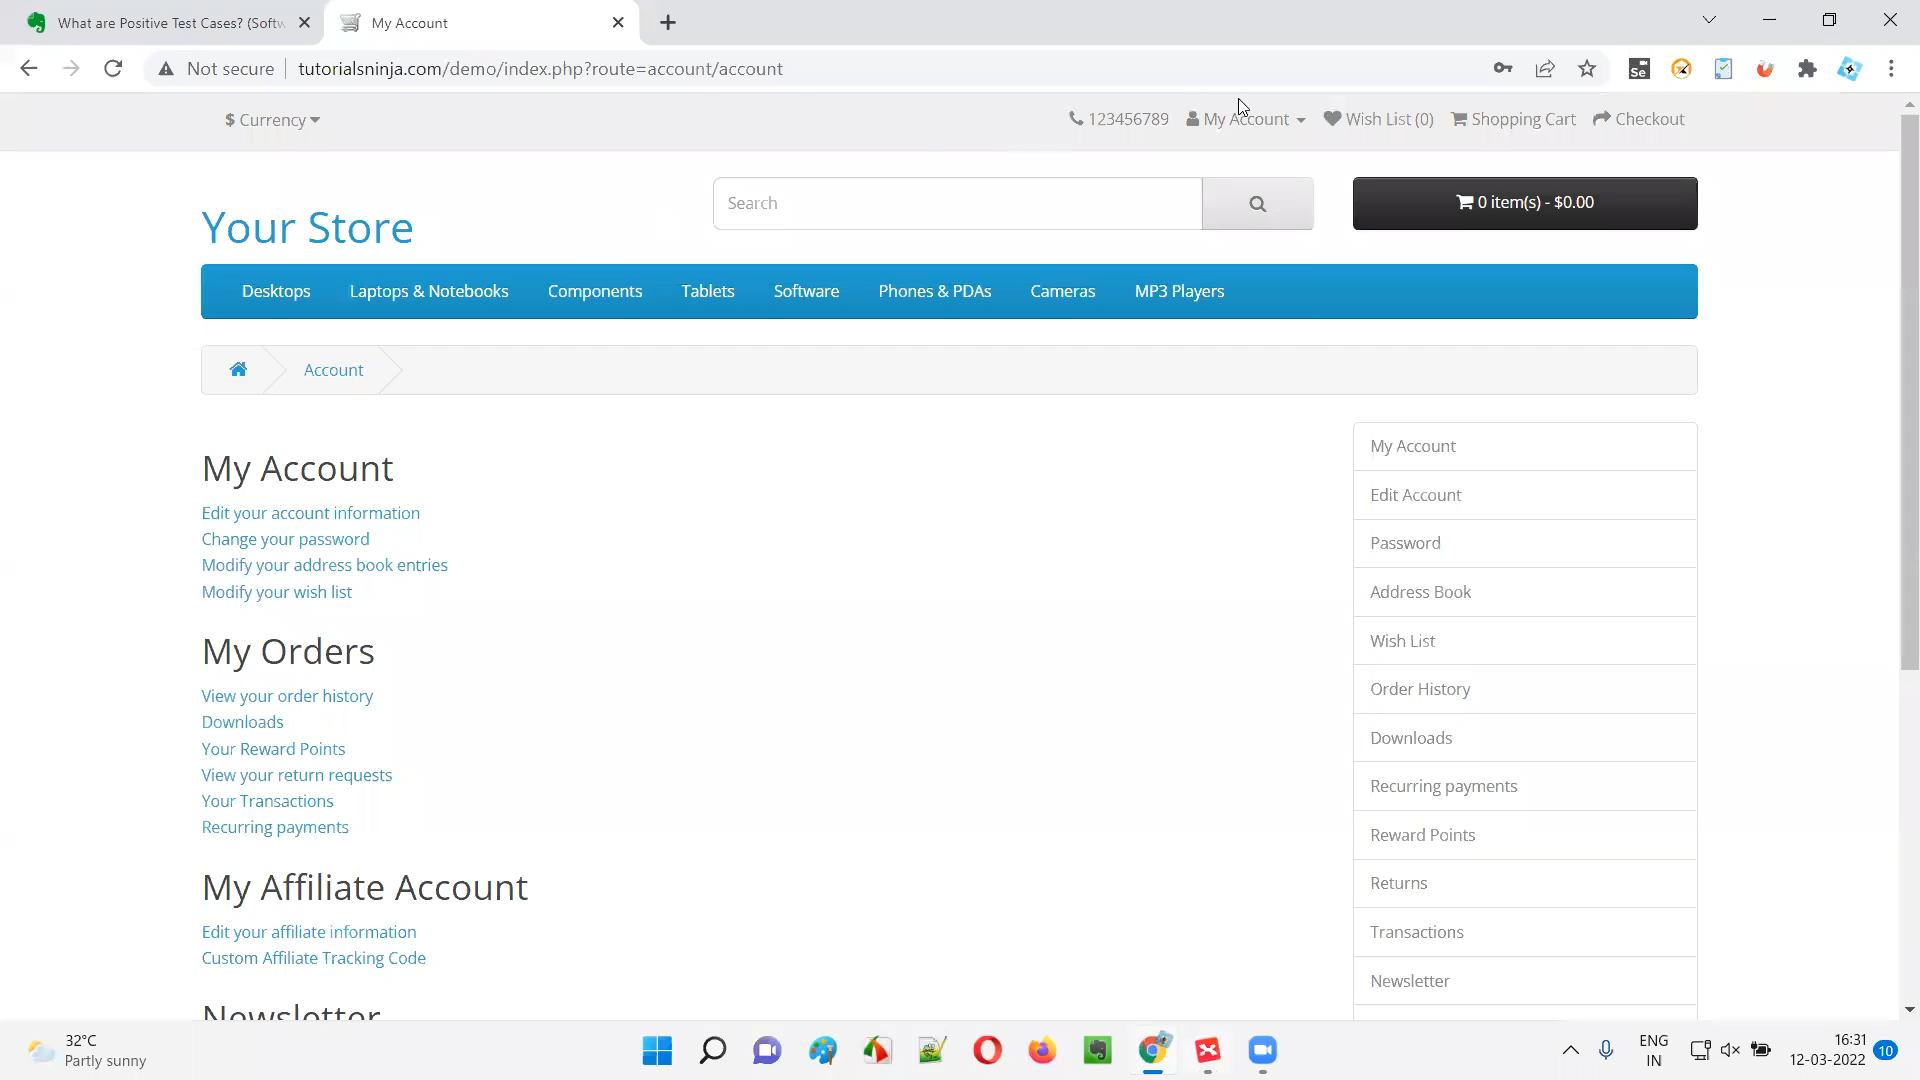 What are Positive Test Cases? (Softw
My Account
Not secure
tutorialsninja.com/demo/index.php?route=account/account
$ Currency
123456789
My Account
Wish List (0)
Shopping Cart
Checkout
Your Store
Search
0 item(s) - $0.00
Desktops
Laptops & Notebooks
Components
Tablets
Software
Phones & PDAs
Cameras
MP3 Players
Account
My Account
Edit your account information
Change your password
Modify your address book entries
Modify your wish list
My Orders
View your order history
Downloads
Your Reward Points
View your return requests
Your Transactions
Recurring payments
My Affiliate Account
Edit your affiliate information
Custom Affiliate Tracking Code
Newsletter
My Account
Edit Account
Password
Address Book
Wish List
Order History
Downloads
Recurring payments
Reward Points
Returns
Transactions
Newsletter
32°C
Partly sunny
ENG
IN
16:31
12-03-2022
10
Se